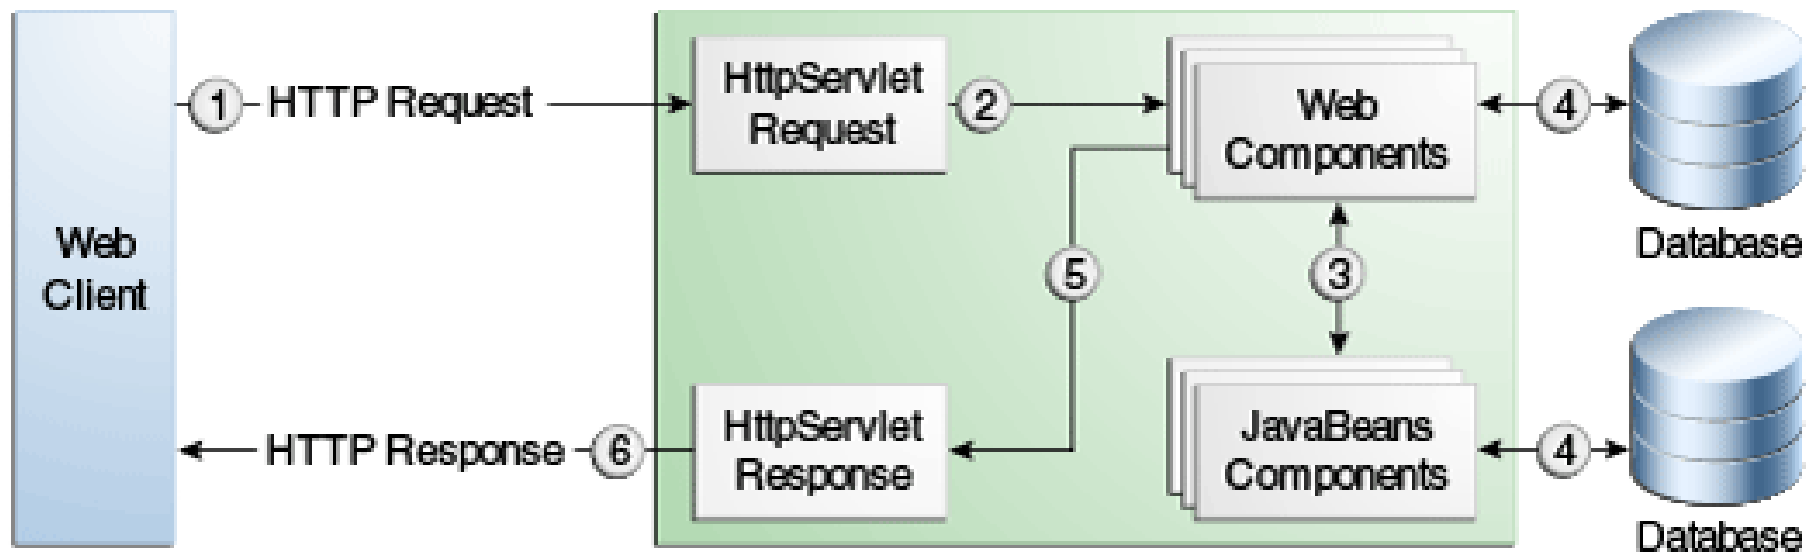 1
HTTP Request
HttpServlet
Request
2
Web
Components
4
Database
Web
Client
5
3
HTTP Response
6
HttpServlet
Response
JavaBeans
Components
4
Database